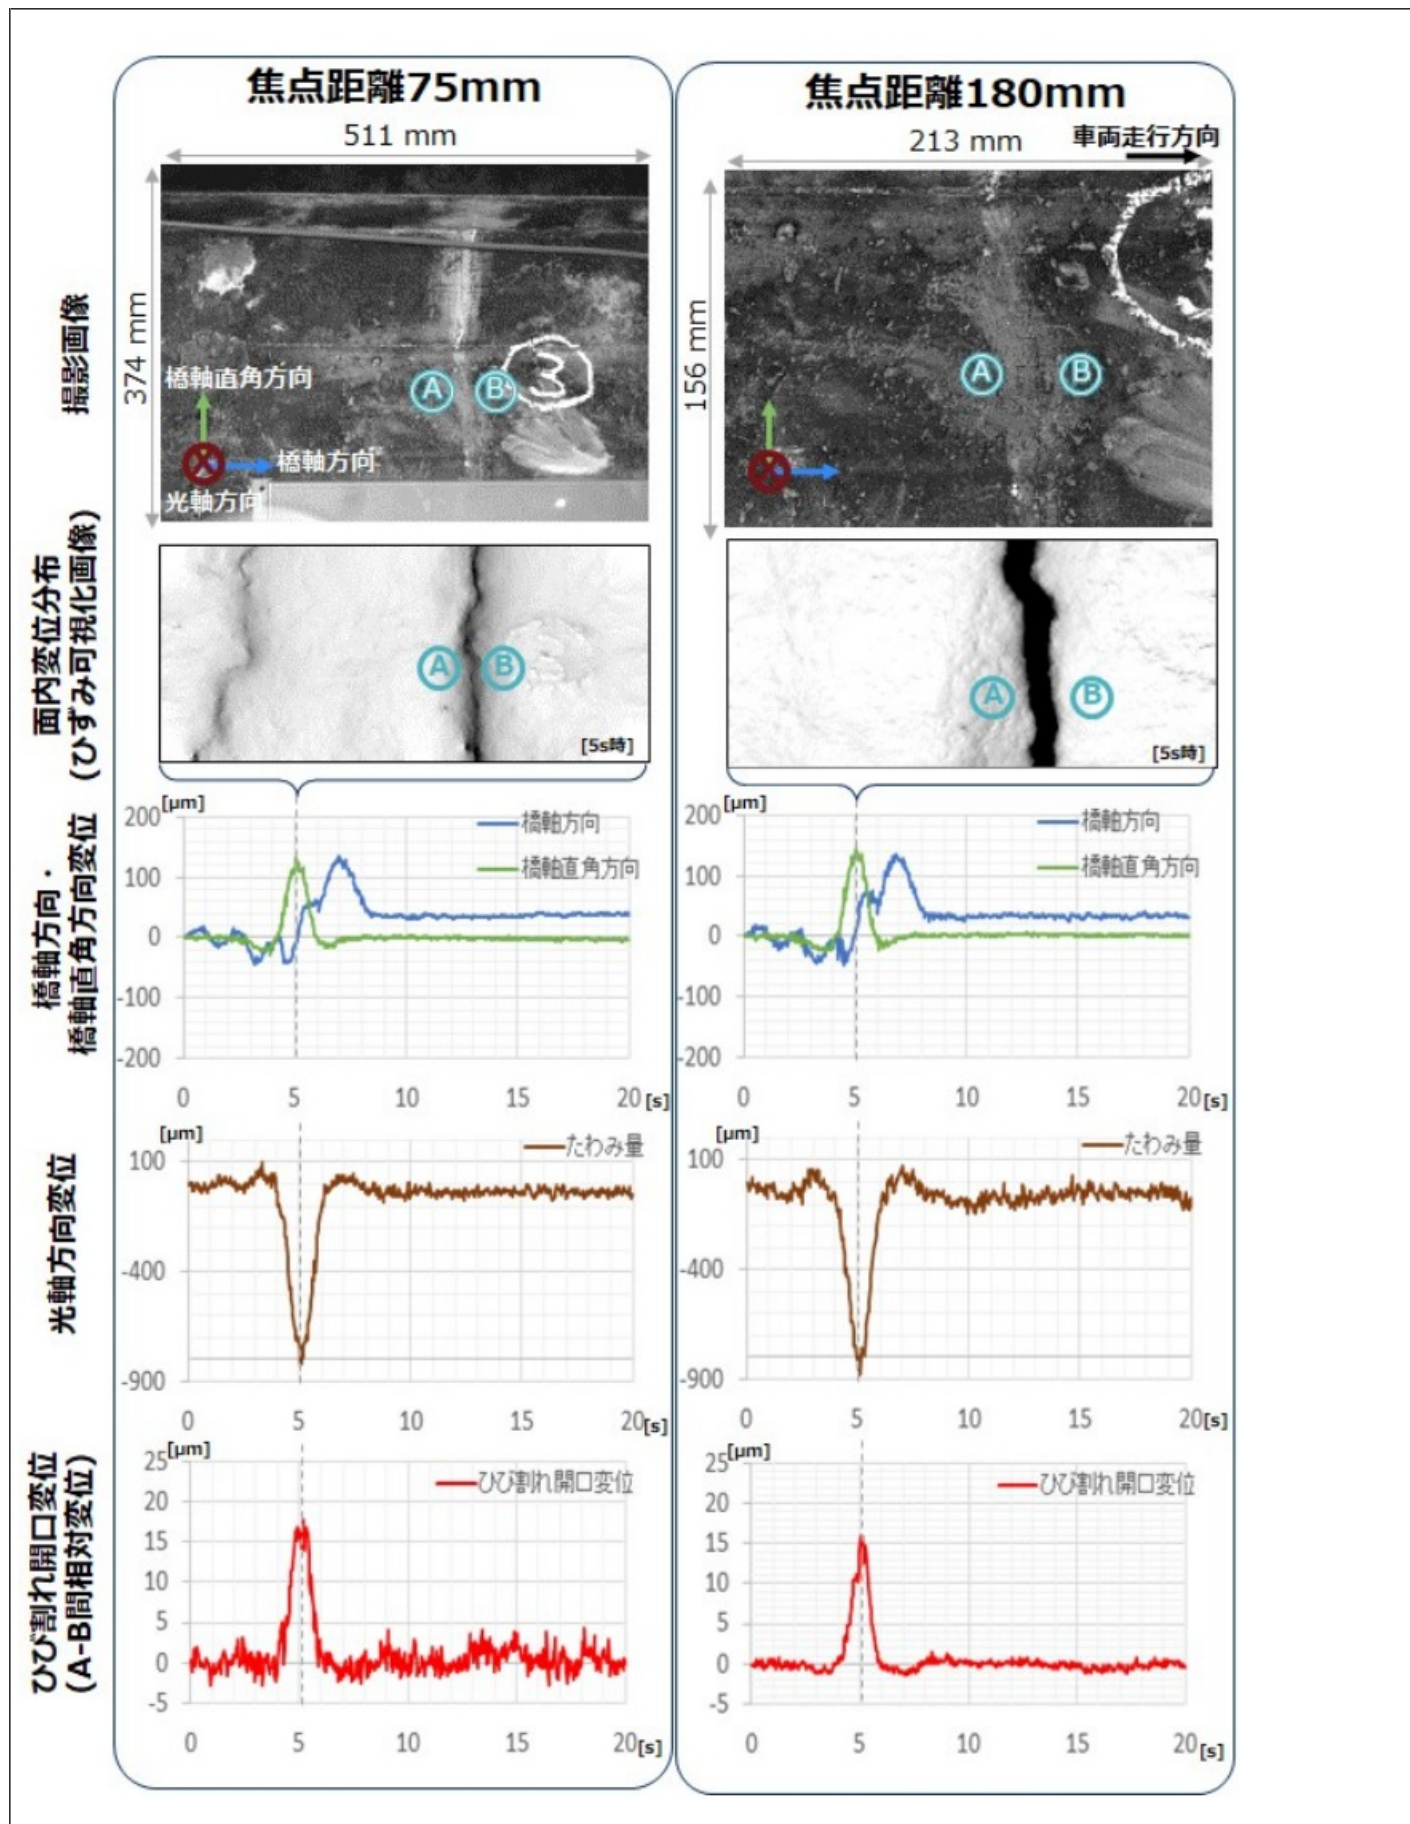 焦点距離75mm
511 mm
撮影画像
374 mm
橋軸直角方向
A
B
3
橋軸方向
光軸方向
面内変位分布
(ひずみ可視化画像)
A
B
[5s時]
橋軸方向・
橋軸直角方向変位
[μm]
橋軸方向
橋軸直角方向
200
100
0
-100
-200
0
5
10
15
20
[s]
光軸方向変位
[μm]
たわみ量
100
-400
-900
0
5
10
15
20
[s]
ひび割れ開口変位
(A-B間相対変位)
[μm]
ひび割れ開口変位
25
20
15
10
5
0
-5
0
5
10
15
20
[s]
焦点距離180mm
213 mm
車両走行方向
156 mm
A
B
A
B
[5s時]
[μm]
橋軸方向
橋軸直角方向
200
100
0
-100
-200
0
5
10
15
20
[s]
[μm]
たわみ量
100
-400
-900
0
5
10
15
20
[s]
[μm]
ひび割れ開口変位
25
20
15
10
5
0
-5
0
5
10
15
20
[s]